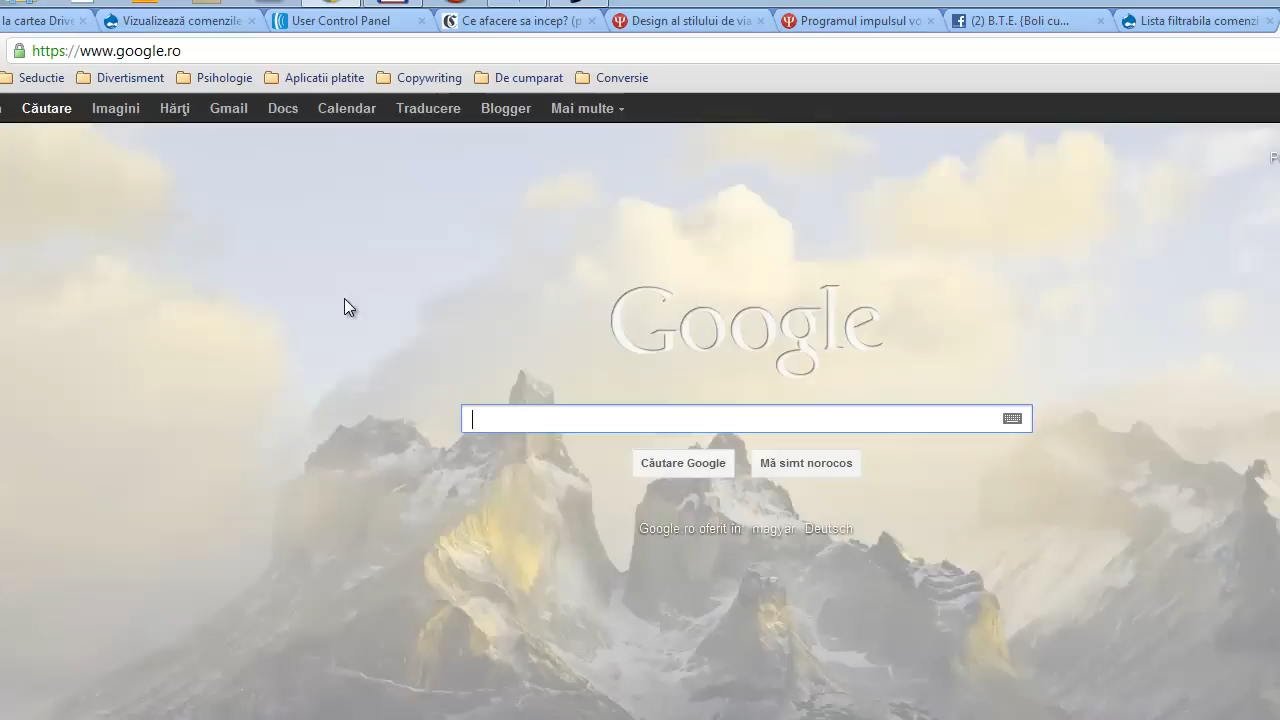 la cartea Drive
Vizualizează comenzile
User Control Panel
Ce afacere sa incep? (p
Design al stilului de via
Programul impulsul vo
(2) B.T.E. {Boli cu...
Lista filtrabila comenzi
https://www.google.ro
Seductie
Divertisment
Psihologie
Aplicatii platite
Copywriting
De cumparat
Conversie
Căutare
Imagini
Hărţi
Gmail
Docs
Calendar
Traducere
Blogger
Mai multe
Google
Căutare Google
Mă simt norocos
Google.ro oferit în: magyar Deutsch